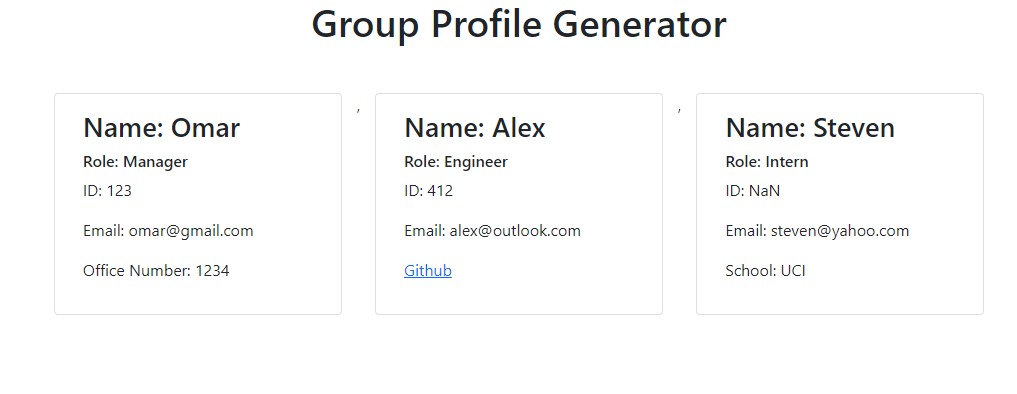 Group Profile Generator
Name: Omar
Role: Manager
ID: 123
Email: omar@gmail.com
Office Number: 1234
,
Name: Alex
Role: Engineer
ID: 412
Email: alex@outlook.com
Github
,
Name: Steven
Role: Intern
ID: NaN
Email: steven@yahoo.com
School: UCI